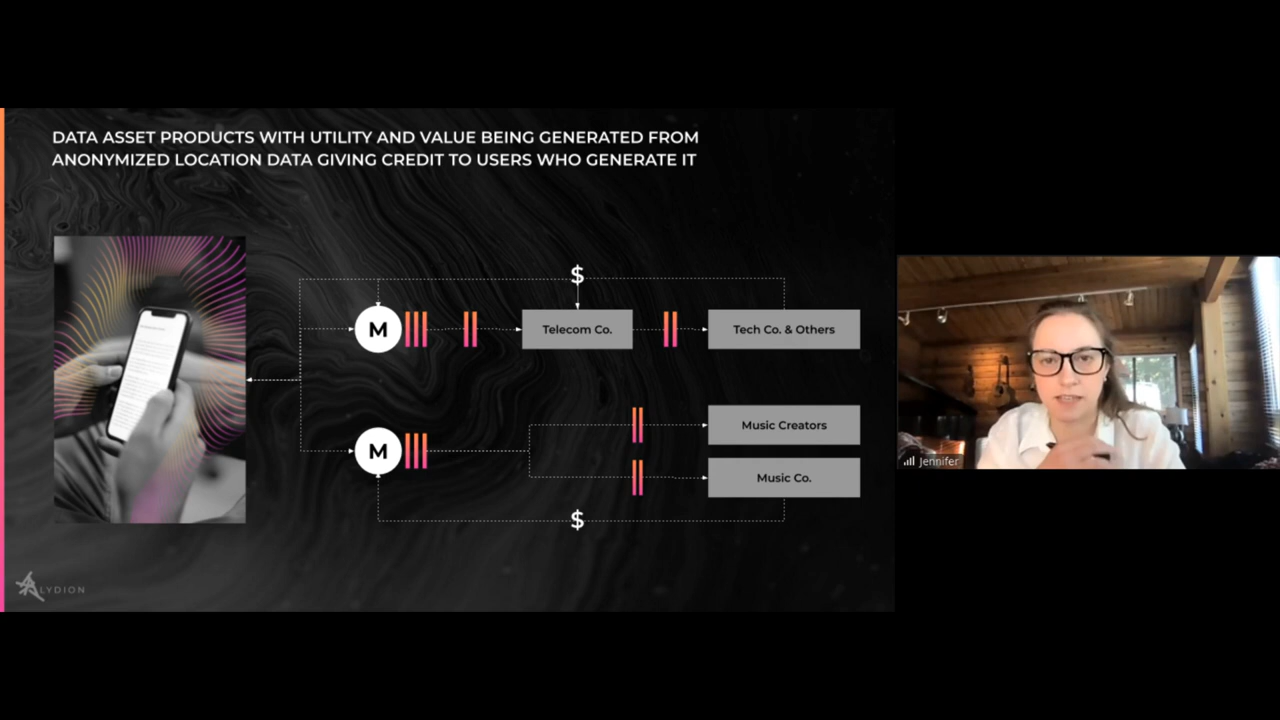 DATA ASSET PRODUCTS WITH UTILITY AND VALUE BEING GENERATED FROM
ANONYMIZED LOCATION DATA GIVING CREDIT TO USERS WHO GENERATE IT
$
M
Telecom Co.
Tech Co. & Others
Music Creators
M
Music Co.
$
LYDION
Jennifer